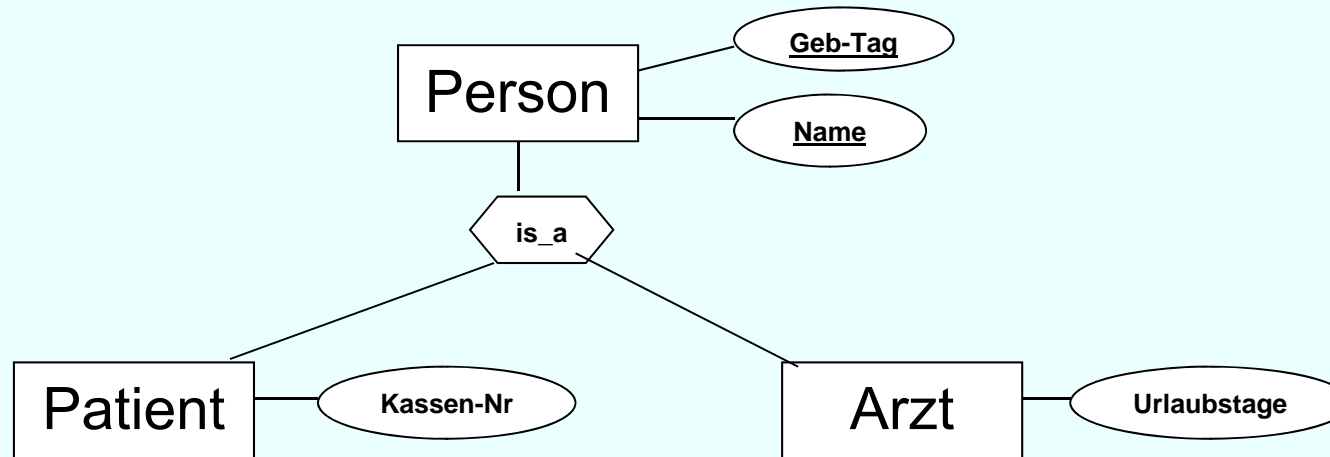 Geb-Tag
Person
Name
is_a
Patient
Kassen-Nr
Arzt
Urlaubstage